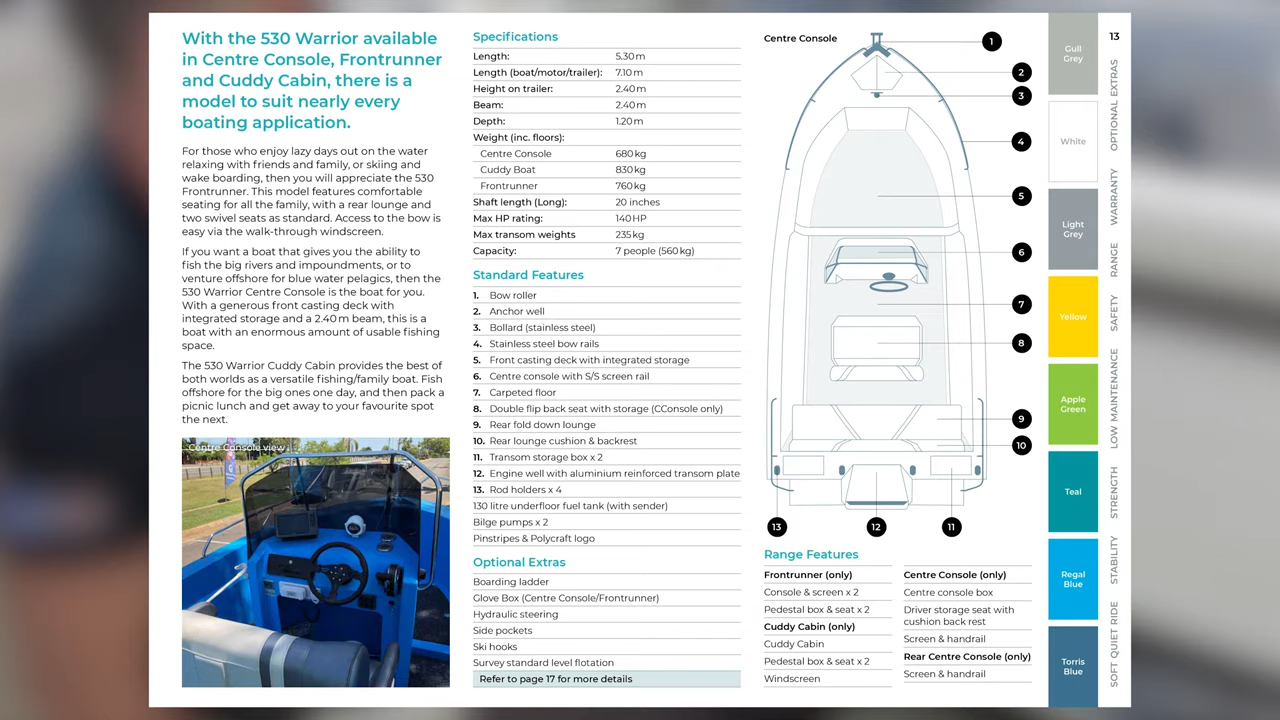 With the 530 Warrior available
in Centre Console, Frontrunner
and Cuddy Cabin, there is a
model to suit nearly every
boating application.
For those who enjoy lazy days out on the water
relaxing with friends and family, or skiing and
wake boarding, then you will appreciate the 530
Frontrunner. This model features comfortable
seating for all the family, with a rear lounge and
two swivel seats as standard. Access to the bow is
easy via the walk-through windscreen.
If you want a boat that gives you the ability to
fish the big rivers and impoundments, or to
venture offshore for blue water pelagics, then the
530 Warrior Centre Console is the boat for you.
With a generous front casting deck with
integrated storage and a 2.40 m beam, this is a
boat with an enormous amount of usable fishing
space.
The 530 Warrior Cuddy Cabin provides the best of
both worlds as a versatile fishing/family boat. Fish
offshore for the big ones one day, and then pack a
picnic lunch and get away to your favourite spot
the next.
Centre Console view
Specifications
Length: 5.30 m
Length (boat/motor/trailer): 7.10 m
Height on trailer: 2.40 m
Beam: 2.40 m
Depth: 1.20 m
Weight (inc. floors):
Centre Console 680 kg
Cuddy Boat 830 kg
Frontrunner 760 kg
Shaft length (Long): 20 inches
Max HP rating: 140 HP
Max transom weights 235 kg
Capacity: 7 people (560 kg)
Standard Features
1. Bow roller
2. Anchor well
3. Bollard (stainless steel)
4. Stainless steel bow rails
5. Front casting deck with integrated storage
6. Centre console with S/S screen rail
7. Carpeted floor
8. Double flip back seat with storage (CConsole only)
9. Rear fold down lounge
10. Rear lounge cushion & backrest
11. Transom storage box x 2
12. Engine well with aluminium reinforced transom plate
13. Rod holders x 4
130 litre underfloor fuel tank (with sender)
Bilge pumps x 2
Pinstripes & Polycraft logo
Optional Extras
Boarding ladder
Glove Box (Centre Console/Frontrunner)
Hydraulic steering
Side pockets
Ski hooks
Survey standard level flotation
Refer to page 17 for more details
Centre Console
1
2
3
4
5
6
7
8
9
10
13
12
11
Range Features
Frontrunner (only)
Console & screen x 2
Pedestal box & seat x 2
Cuddy Cabin (only)
Cuddy Cabin
Pedestal box & seat x 2
Windscreen
Centre Console (only)
Centre console box
Driver storage seat with
cushion back rest
Screen & handrail
Rear Centre Console (only)
Screen & handrail
Gull
Grey
White
Light
Grey
Yellow
Apple
Green
Teal
Regal
Blue
Torris
Blue
13
SOFT QUIET RIDE STABILITY STRENGTH LOW MAINTENANCE SAFETY RANGE WARRANTY OPTIONAL EXTRAS